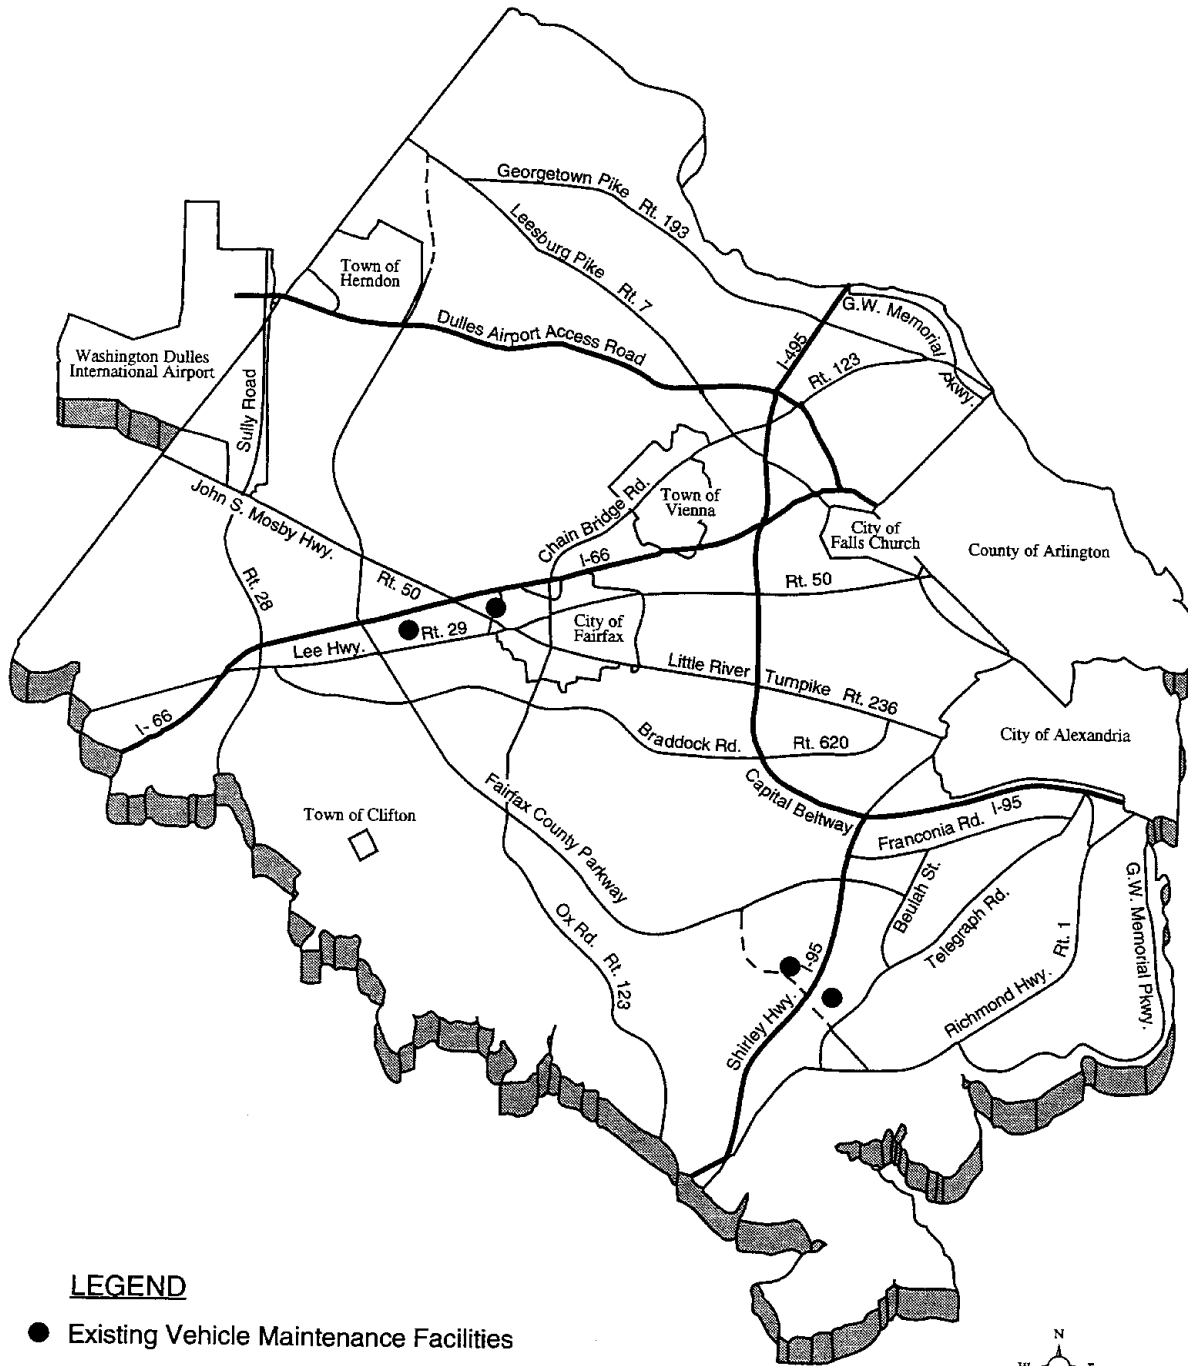 Georgetown Pike Rt. 193
Leesburg Pike Rt. 7
Town of
Herndon
G.W. Memorial Pkwy.
Dulles Airport Access Road
I-495
Washington Dulles
International Airport
Rt. 123
Sully Road
John S. Mosby Hwy.
Rt. 50
Chain Bridge Rd.
Town of
Vienna
City of
Falls Church
County of Arlington
I-66
Rt. 28
Rt. 50
Rt. 29
Lee Hwy.
City of
Fairfax
Little River Turnpike Rt. 236
I-66
Braddock Rd. Rt. 620
City of Alexandria
Capital Beltway
I-95
Franconia Rd.
Town of Clifton
Fairfax County Parkway
Beulah St.
Telegraph Rd.
G.W. Memorial Pkwy.
Ox Rd. Rt. 123
I-95
Shirley Hwy.
Richmond Hwy. Rt. 1
LEGEND
Existing Vehicle Maintenance Facilities
N